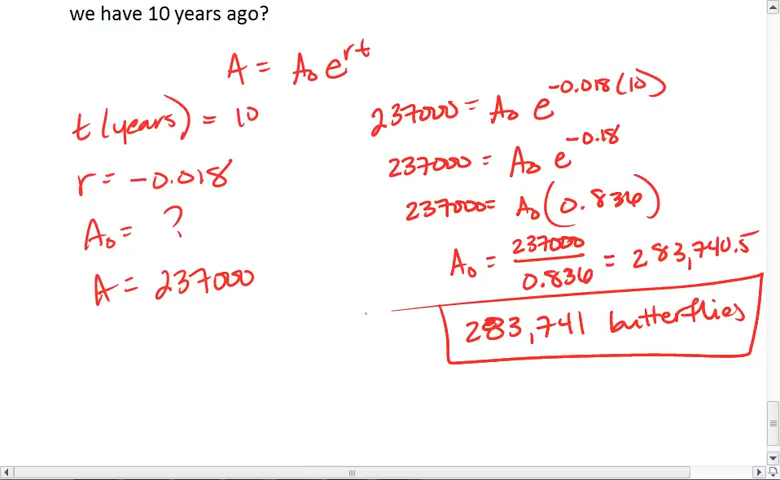 we have 10 years ago?
A = A₀ e^rt
t (years) = 10
r = -0.018
A₀ = ?
A = 237000
237000 = A₀ e^-0.018(10)
237000 = A₀ e^-0.18
237000 = A₀ (0.836)
A₀ = 237000/0.836 = 283,740.5
283,741 butterflies